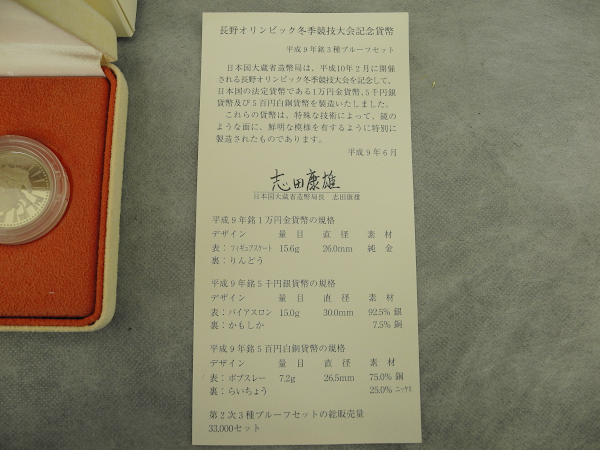 長野オリンピック冬季競技大会記念貨幣
平成9年銘3種プルーフセット
日本国大蔵省造幣局は、平成10年2月に開催
される長野オリンピック冬季競技大会を記念して、
日本国の法定貨幣である1万円金貨幣、5千円銀
貨幣及び5百円白銅貨幣を製造いたしました。
これらの貨幣は、特殊な技術によって、鏡の
ような面に、鮮明な模様を有するように特別に
製造されたものであります。
平成9年6月
志田康雄
日本国大蔵省造幣局長 志田康雄
平成9年銘1万円金貨幣の規格
デザイン 量目 直径 素材
表：フィギュアスケート 15.6g 26.0mm 純金
裏：りんどう
平成9年銘5千円銀貨幣の規格
デザイン 量目 直径 素材
表：バイアスロン 15.0g 30.0mm 92.5% 銀
裏：かもしか 7.5% 銅
平成9年銘5百円白銅貨幣の規格
デザイン 量目 直径 素材
表：ボブスレー 7.2g 26.5mm 75.0% 銅
裏：らいちょう 25.0% ニッケル
第2次3種プルーフセットの総販売量
33,000セット